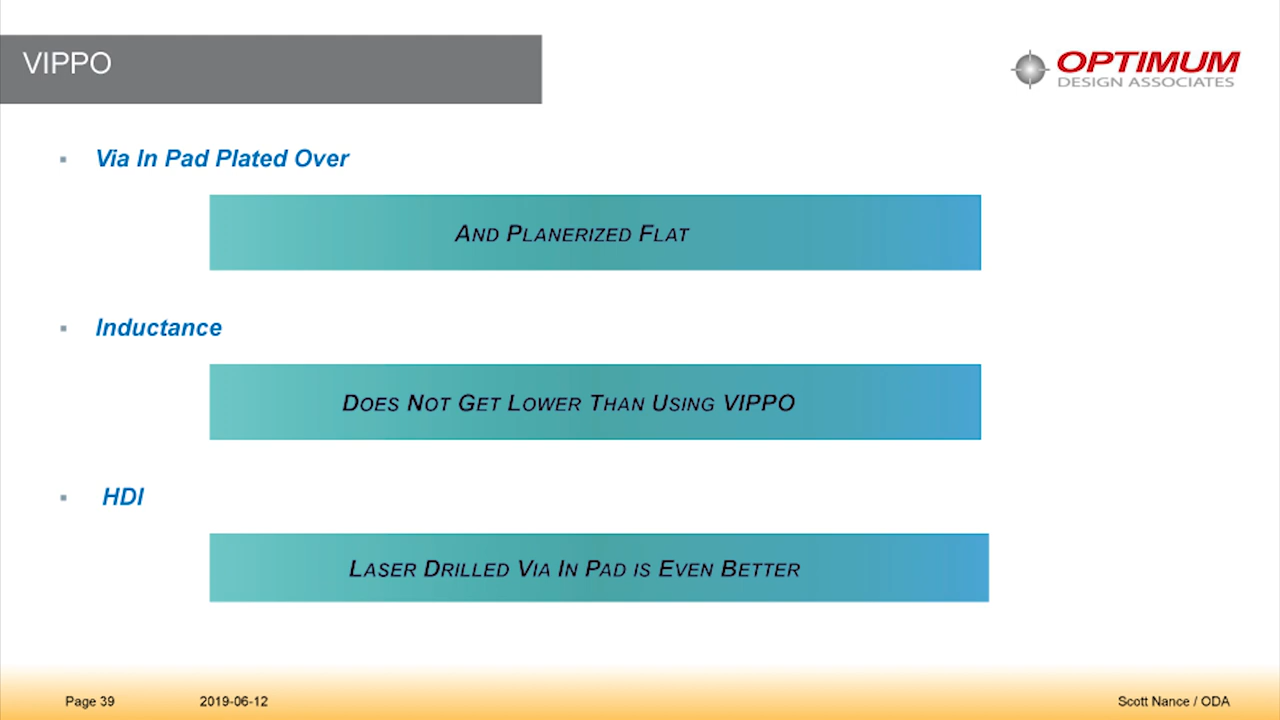 VIPPO
OPTIMUM
DESIGN ASSOCIATES
Via In Pad Plated Over
And Planerized Flat
Inductance
Does Not Get Lower Than Using VIPPO
HDI
Laser Drilled Via In Pad is Even Better
Page 39 2019-06-12 Scott Nance / ODA